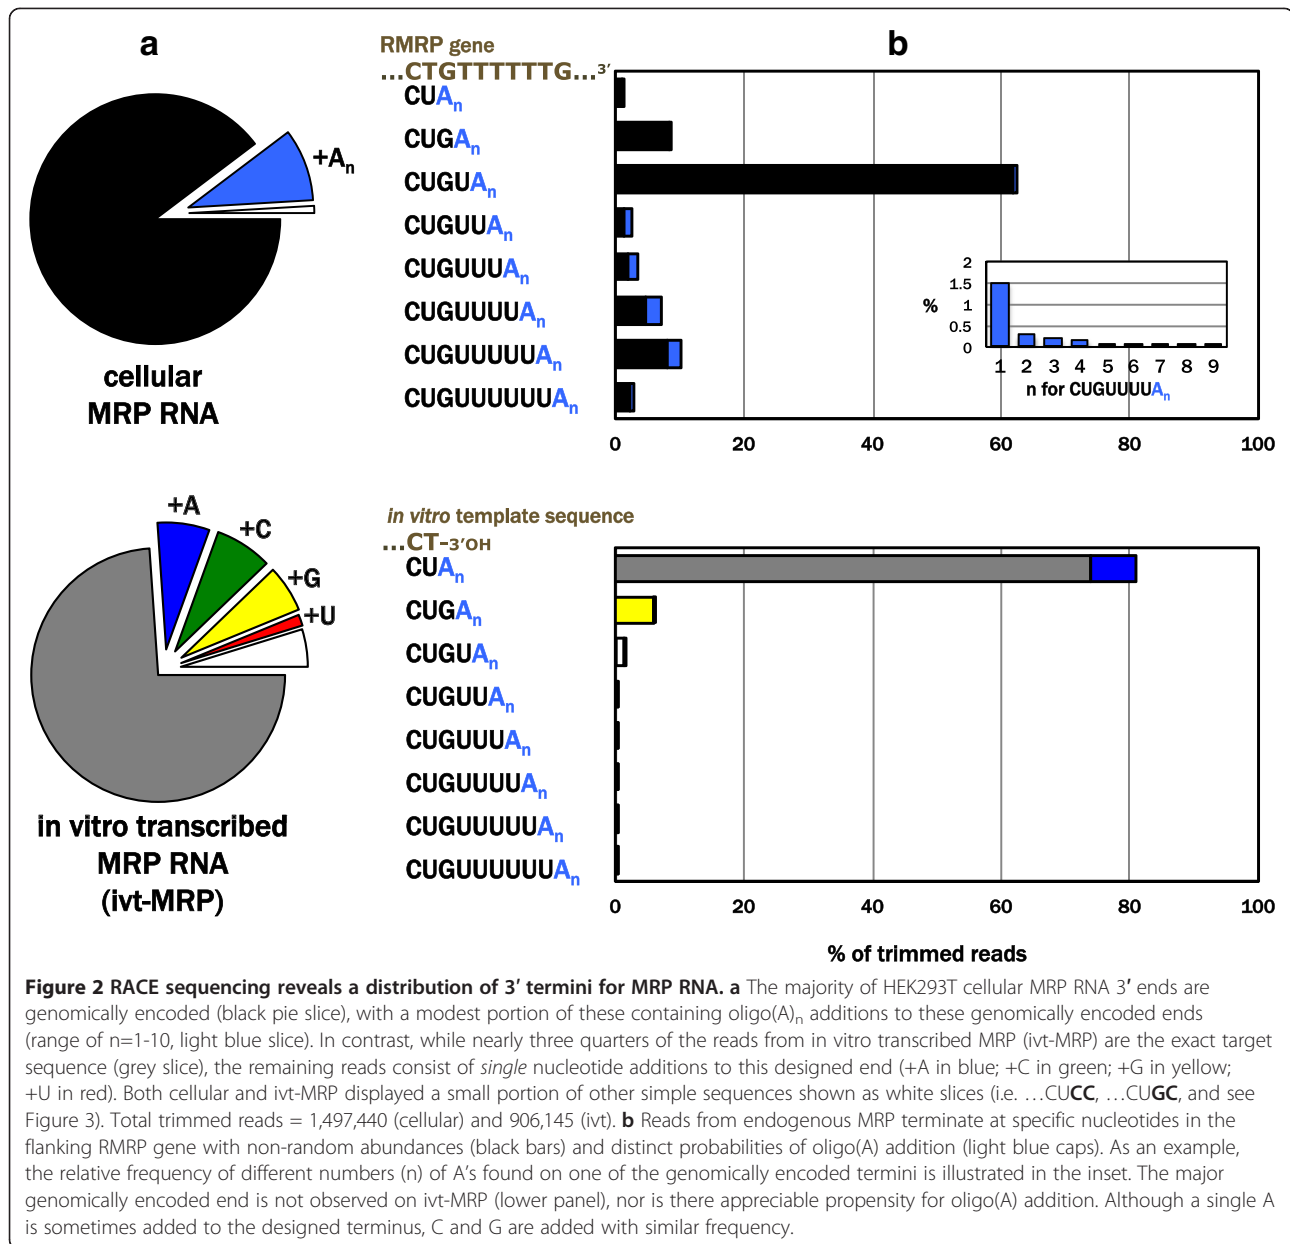 a
b
RMRP gene
...CTGTTTTTTG...3′
CUAn
CUGAn
CUGUAn
CUGUUAn
CUGUUUAn
CUGUUUUAn
CUGUUUUUAn
CUGUUUUUUAn
+An
cellular
MRP RNA
2
1.5
1
0.5
0
%
1 2 3 4 5 6 7 8 9
n for CUGUUUUAn
0 20 40 60 80 100
+A
+C
+G
+U
in vitro transcribed
MRP RNA
(ivt-MRP)
in vitro template sequence
...CT-3′OH
CUAn
CUGAn
CUGUAn
CUGUUAn
CUGUUUAn
CUGUUUUAn
CUGUUUUUAn
CUGUUUUUUAn
0 20 40 60 80 100
% of trimmed reads
Figure 2 RACE sequencing reveals a distribution of 3′ termini for MRP RNA. a The majority of HEK293T cellular MRP RNA 3′ ends are
genomically encoded (black pie slice), with a modest portion of these containing oligo(A)n additions to these genomically encoded ends
(range of n=1-10, light blue slice). In contrast, while nearly three quarters of the reads from in vitro transcribed MRP (ivt-MRP) are the exact target
sequence (grey slice), the remaining reads consist of single nucleotide additions to this designed end (+A in blue; +C in green; +G in yellow;
+U in red). Both cellular and ivt-MRP displayed a small portion of other simple sequences shown as white slices (i.e. …CUCC, …CUGC, and see
Figure 3). Total trimmed reads = 1,497,440 (cellular) and 906,145 (ivt). b Reads from endogenous MRP terminate at specific nucleotides in the
flanking RMRP gene with non-random abundances (black bars) and distinct probabilities of oligo(A) addition (light blue caps). As an example,
the relative frequency of different numbers (n) of A's found on one of the genomically encoded termini is illustrated in the inset. The major
genomically encoded end is not observed on ivt-MRP (lower panel), nor is there appreciable propensity for oligo(A) addition. Although a single A
is sometimes added to the designed terminus, C and G are added with similar frequency.